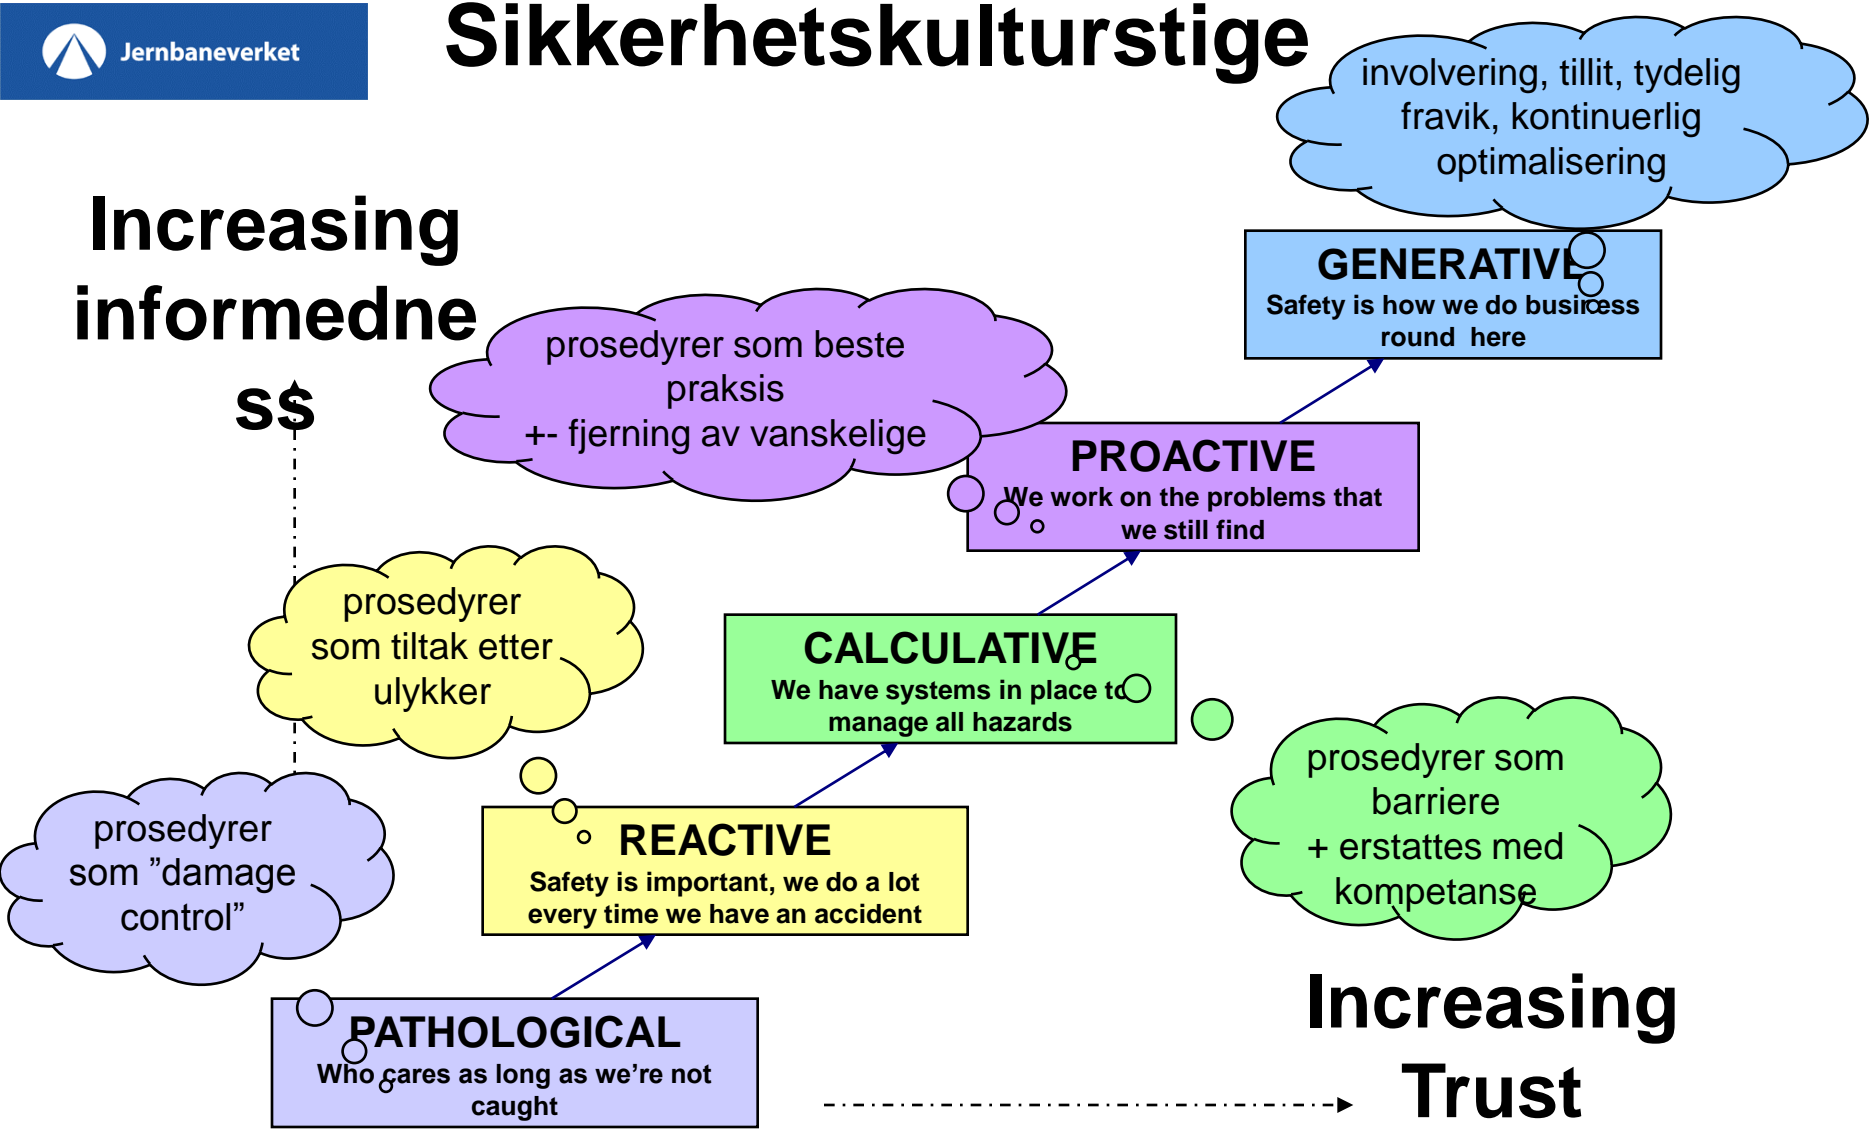 Jernbaneverket
Sikkerhetskulturstige
involvering, tillit, tydelig
fravik, kontinuerlig
optimalisering
Increasing
informedne
ss
GENERATIVE
Safety is how we do business
round here
prosedyrer som beste
praksis
+- fjerning av vanskelige
PROACTIVE
We work on the problems that
we still find
prosedyrer
som tiltak etter
ulykker
CALCULATIVE
We have systems in place to
manage all hazards
prosedyrer som
barriere
+ erstattes med
kompetanse
prosedyrer
som ”damage
control”
REACTIVE
Safety is important, we do a lot
every time we have an accident
PATHOLOGICAL
Who cares as long as we’re not
caught
Increasing
Trust